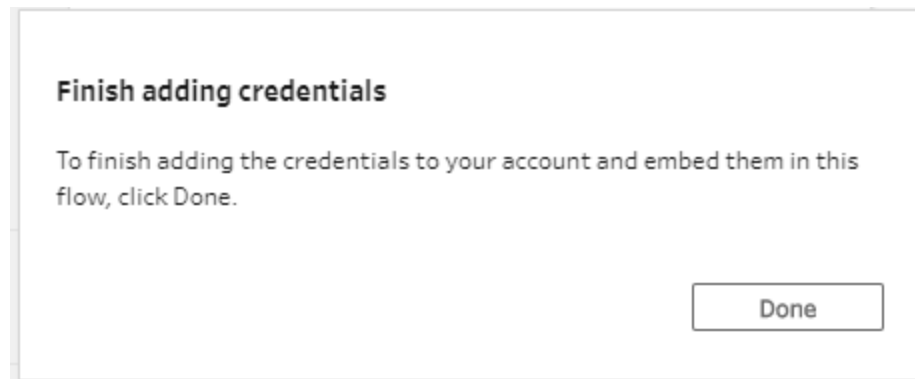 Finish adding credentials
To finish adding the credentials to your account and embed them in this
flow, click Done.
Done